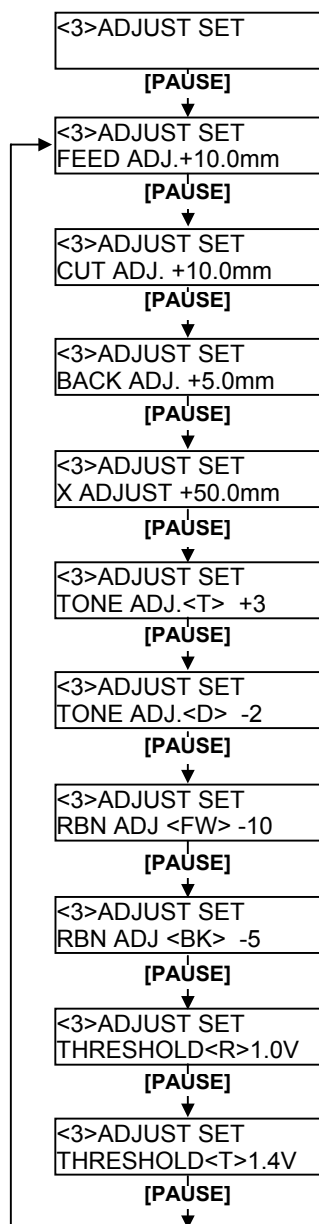 <3>ADJUST SET
[PAUSE]
<3>ADJUST SET
FEED ADJ.+10.0mm
[PAUSE]
<3>ADJUST SET
CUT ADJ. +10.0mm
[PAUSE]
<3>ADJUST SET
BACK ADJ. +5.0mm
[PAUSE]
<3>ADJUST SET
X ADJUST +50.0mm
[PAUSE]
<3>ADJUST SET
TONE ADJ.<T> +3
[PAUSE]
<3>ADJUST SET
TONE ADJ.<D> -2
[PAUSE]
<3>ADJUST SET
RBN ADJ <FW> -10
[PAUSE]
<3>ADJUST SET
RBN ADJ <BK> -5
[PAUSE]
<3>ADJUST SET
THRESHOLD<R>1.0V
[PAUSE]
<3>ADJUST SET
THRESHOLD<T>1.4V
[PAUSE]